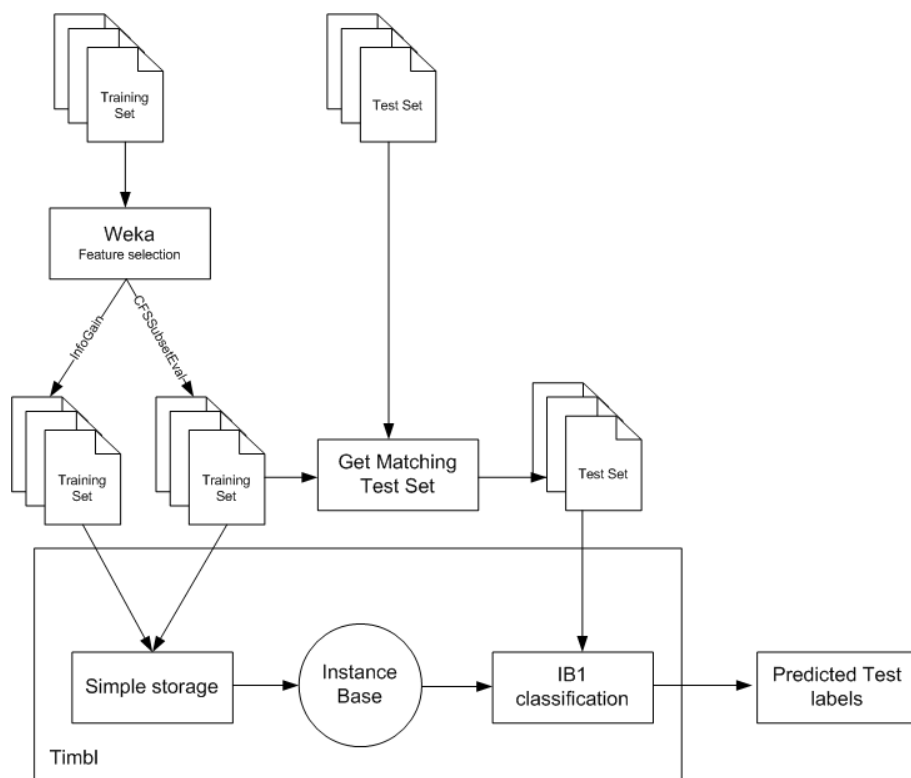 Training
Set
Test Set
Weka
Feature selection
InfoGain
CFSSubsetEval
Training
Set
Training
Set
Get Matching
Test Set
Test Set
Simple storage
Instance
Base
IB1
classification
Predicted Test
labels
Timbl